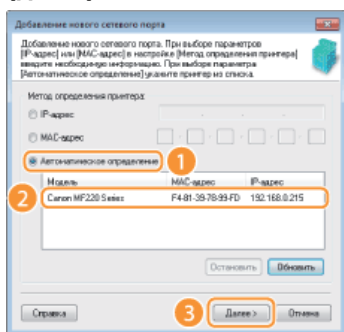 Добавление нового сетевого порта
Добавление нового сетевого порта. При выборе параметров
[IP-адрес] или [MAC-адрес] в настройке [Метод определения принтера]
введите необходимую информацию. При выборе параметра
[Автоматическое определение] укажите принтер из списка.
Метод определения принтера:
IP-адрес
MAC-адрес
Автоматическое определение 1
Модель MAC-адрес IP-адрес
2 Canon MF220 Series F4-81-39-78-99-FD 192.168.0.215
Остановить Обновить
Справка 3 Далее > Отмена